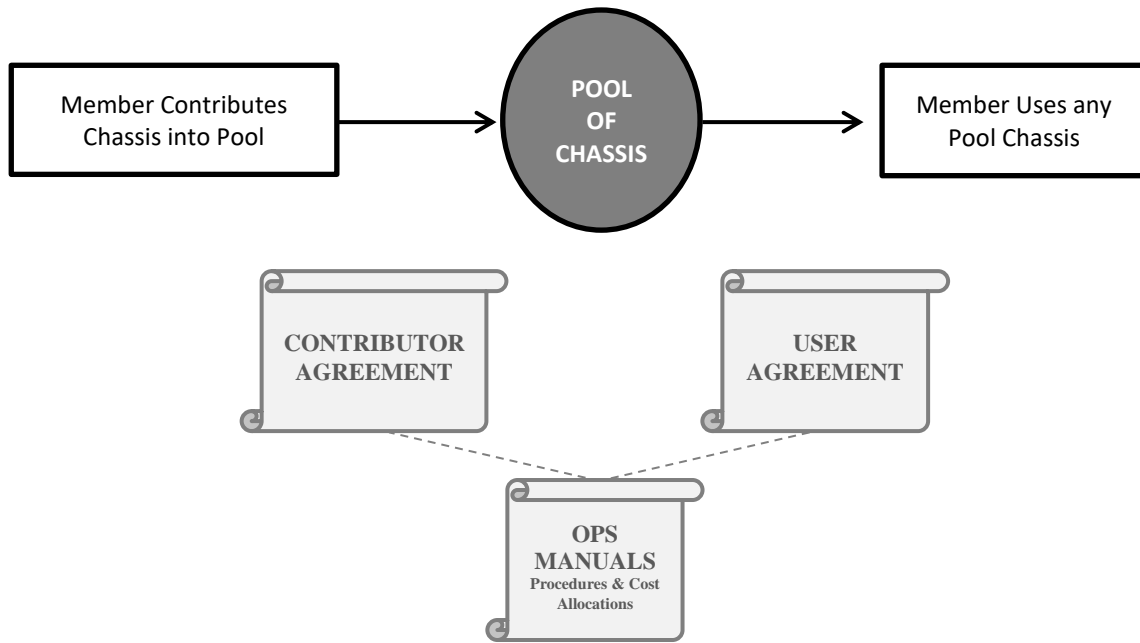 Member Contributes
Chassis into Pool
POOL
OF
CHASSIS
Member Uses any
Pool Chassis
CONTRIBUTOR
AGREEMENT
USER
AGREEMENT
OPS
MANUALS
Procedures & Cost
Allocations